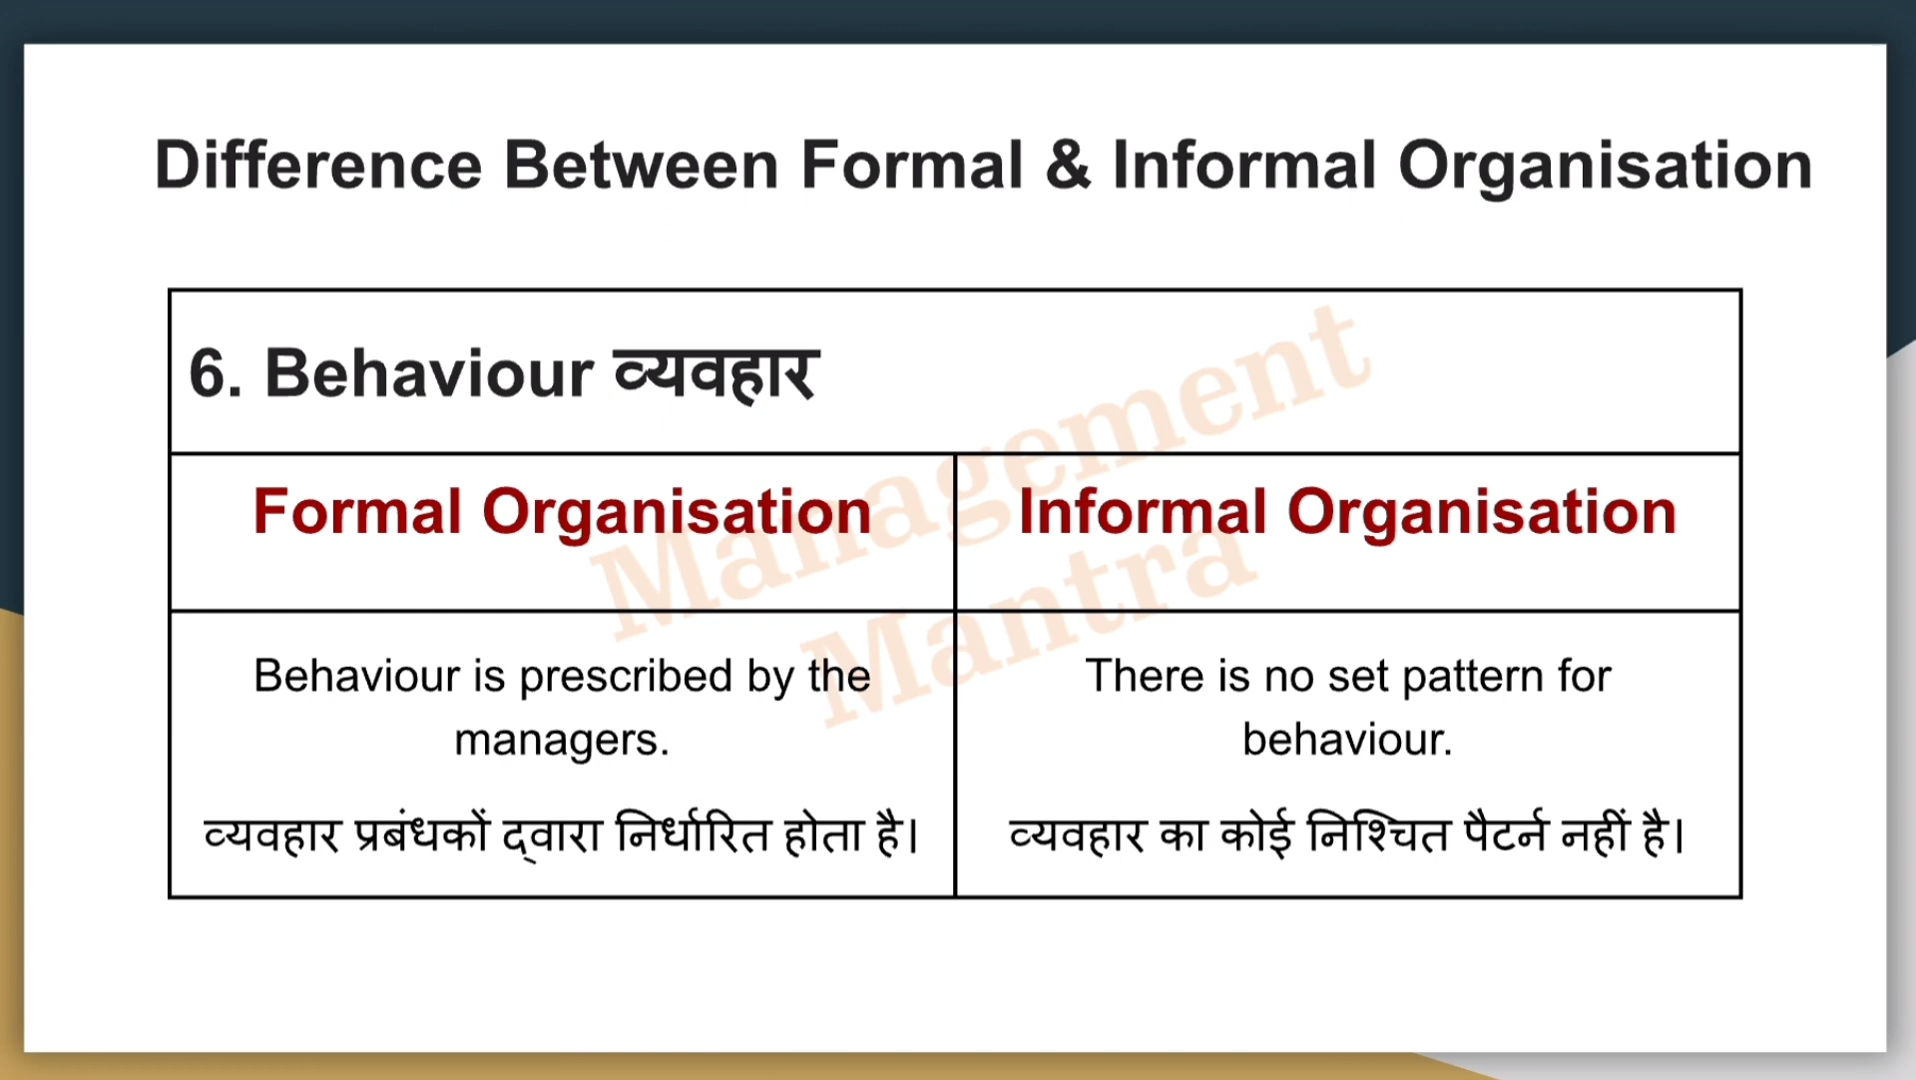 Difference Between Formal & Informal Organisation
6. Behaviour व्यवहार
Formal Organisation
Informal Organisation
Behaviour is prescribed by the
managers.
व्यवहार प्रबंधकों द्वारा निर्धारित होता है।
There is no set pattern for
behaviour.
व्यवहार का कोई निश्चित पैटर्न नहीं है।
Management
Mantra